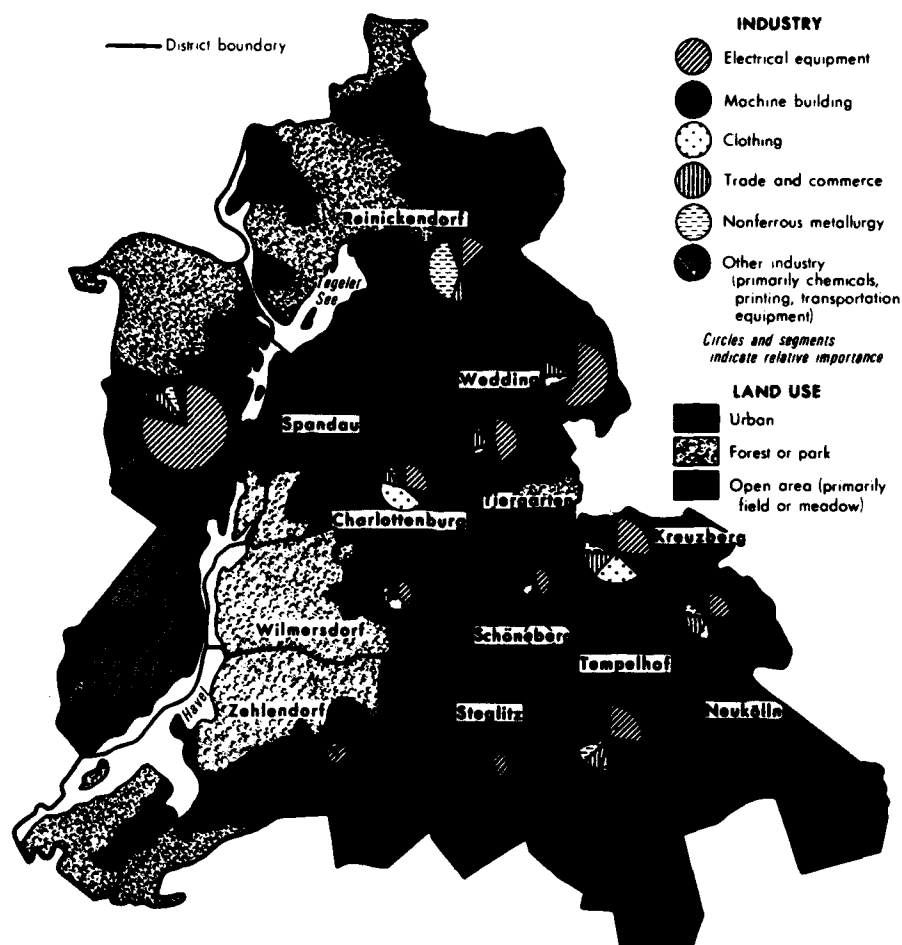 District boundary
INDUSTRY
Electrical equipment
Machine building
Clothing
Trade and commerce
Nonferrous metallurgy
Other industry
(primarily chemicals,
printing, transportation
equipment)
Circles and segments
indicate relative importance
LAND USE
Urban
Forest or park
Open area (primarily
field or meadow)
Reinickendorf
Tegeler
See
Wedding
Spandau
Tiergarten
Charlottenburg
Kreuzberg
Wilmersdorf
Schöneberg
Tempelhof
Havel
Zehlendorf
Steglitz
Neukölln